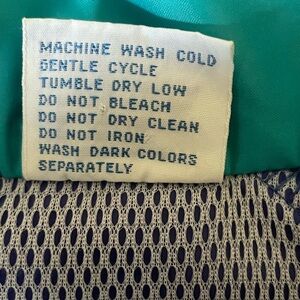 MACHINE WASH COLD
GENTLE CYCLE
TUMBLE DRY LOW
DO NOT BLEACH
DO NOT DRY CLEAN
DO NOT IRON
WASH DARK COLORS
SEPARATELY